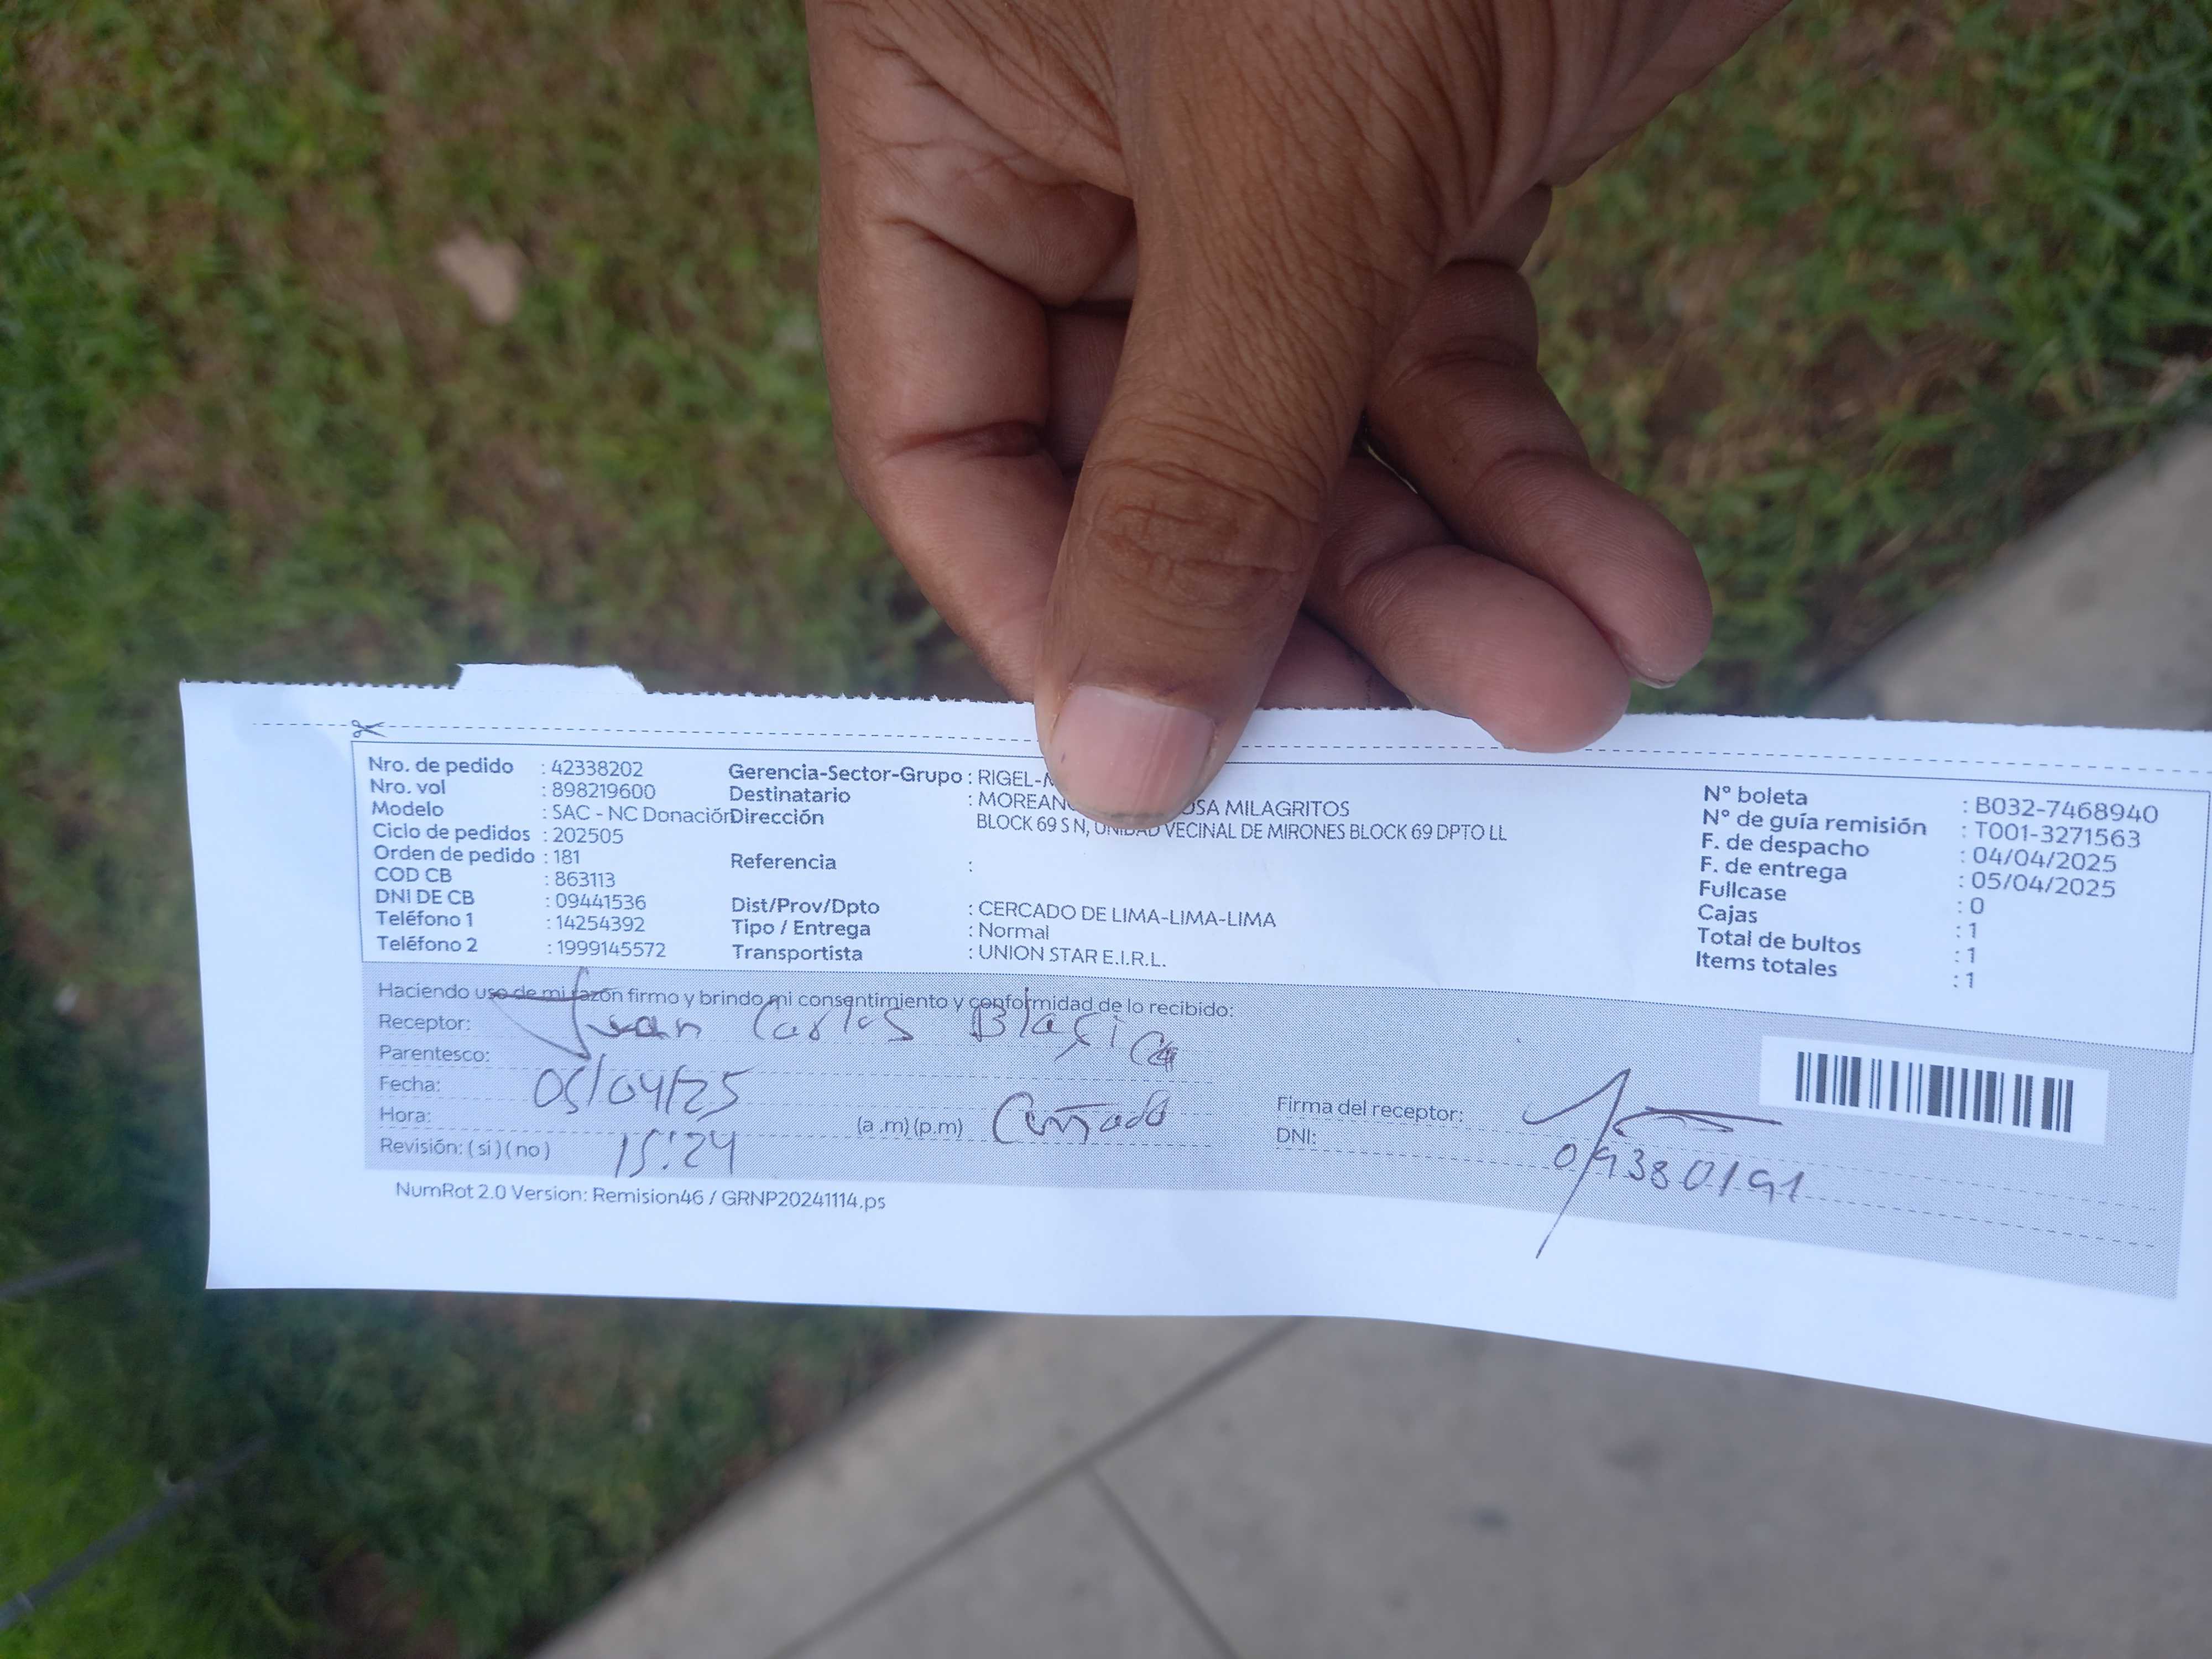 Nro. de pedido : 42338202
Nro. vol : 898219600
Modelo : SAC - NC Donación
Ciclo de pedidos : 202505
Orden de pedido : 181
COD CB : 863113
DNI DE CB : 09441536
Teléfono 1 : 14254392
Teléfono 2 : 1999145572
Gerencia-Sector-Grupo : RIGEL-
Destinatario : MOREAN OSA MILAGRITOS
Dirección BLOCK 69 S N, UNIDAD VECINAL DE MIRONES BLOCK 69 DPTO LL
Referencia :
Dist/Prov/Dpto : CERCADO DE LIMA-LIMA-LIMA
Tipo / Entrega : Normal
Transportista : UNION STAR E.I.R.L.
N° boleta : B032-7468940
N° de guía remisión : T001-3271563
F. de despacho : 04/04/2025
F. de entrega : 05/04/2025
Fullcase : 0
Cajas : 1
Total de bultos : 1
Items totales : 1
Haciendo uso de mi razón firmo y brindo mi consentimiento y conformidad de lo recibido:
Receptor: Juan Carlos
Parentesco:
Fecha: 05/04/25
Hora: 15:24 (a .m) (p.m) Cuñado
Revisión: ( si ) ( no )
Firma del receptor:
DNI: 09380191
NumRot 2.0 Version: Remision46 / GRNP20241114.ps